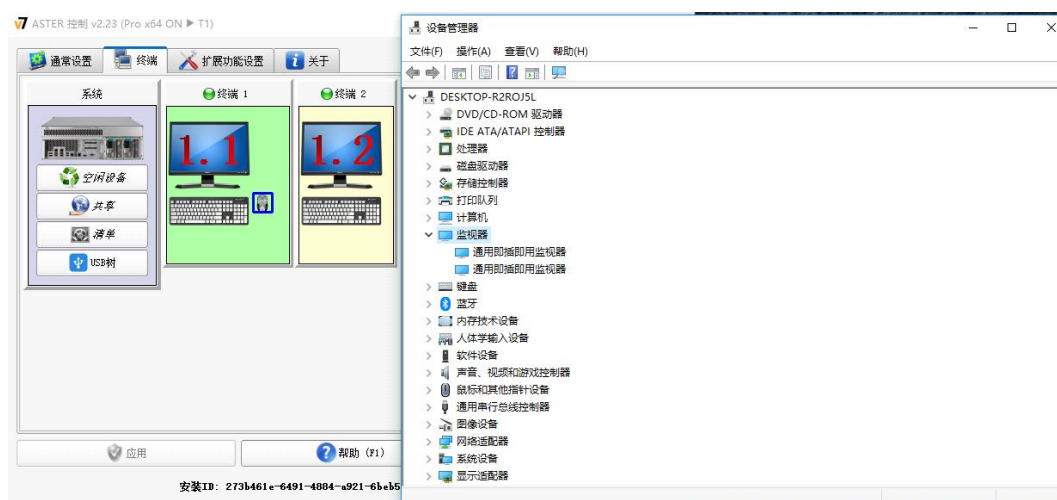 ASTER 控制 v2.23 (Pro x64 ON ▶ T1)
通常设置
终端
扩展功能设置
关于
系统
终端 1
终端 2
1.1
1.2
空闲设备
共享
清单
USB树
应用
帮助 (F1)
安装ID: 273b461e-6491-4884-a921-6beb5
设备管理器
文件(F) 操作(A) 查看(V) 帮助(H)
DESKTOP-R2ROJ5L
DVD/CD-ROM 驱动器
IDE ATA/ATAPI 控制器
处理器
磁盘驱动器
存储控制器
打印队列
计算机
监视器
通用即插即用监视器
通用即插即用监视器
键盘
蓝牙
内存技术设备
人体学输入设备
软件设备
声音、视频和游戏控制器
鼠标和其他指针设备
通用串行总线控制器
图像设备
网络适配器
系统设备
显示适配器